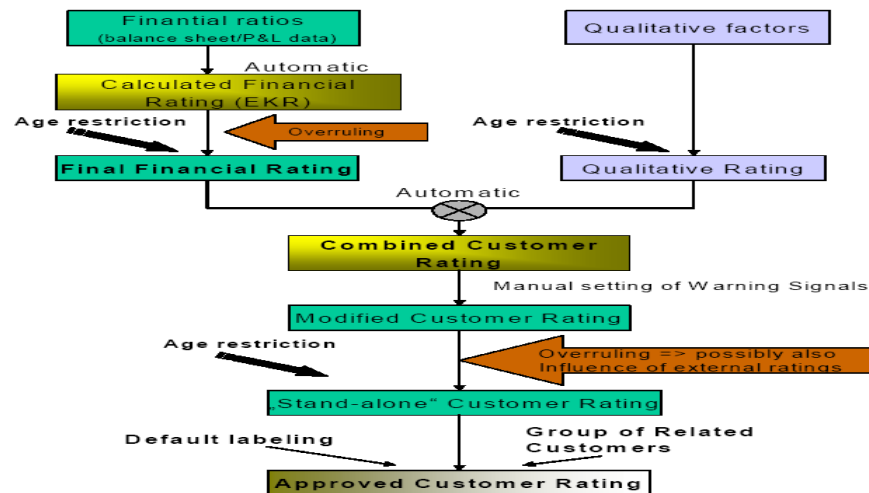 Finantial ratios
(balance sheet/P&L data)
Qualitative factors
Automatic
Calculated Financial
Rating (EKR)
Age restriction
Overruling
Age restriction
Final Financial Rating
Qualitative Rating
Automatic
Combined Customer
Rating
Manual setting of Warning Signals
Modified Customer Rating
Age restriction
Overruling => possibly also
Influence of external ratings
„Stand-alone“ Customer Rating
Default labeling
Group of Related
Customers
Approved Customer Rating